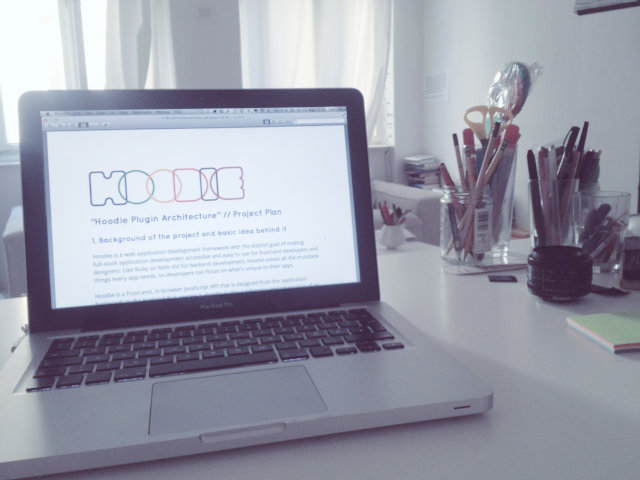 HOODIE
"Hoodie Plugin Architecture" // Project Plan
1. Background of the project and basic idea behind it
Hoodie is a web application development framework with the distinct goal of making
full-stack application development accessible and easy to use for front-end developers and
designers. Like Ruby on Rails did for backend development, Hoodie solves all the mundane
things every app needs, so developers can focus on what's unique to their apps.
Hoodie is a front-end, in-browser JavaScript API that is designed from the application
MacBook Pro